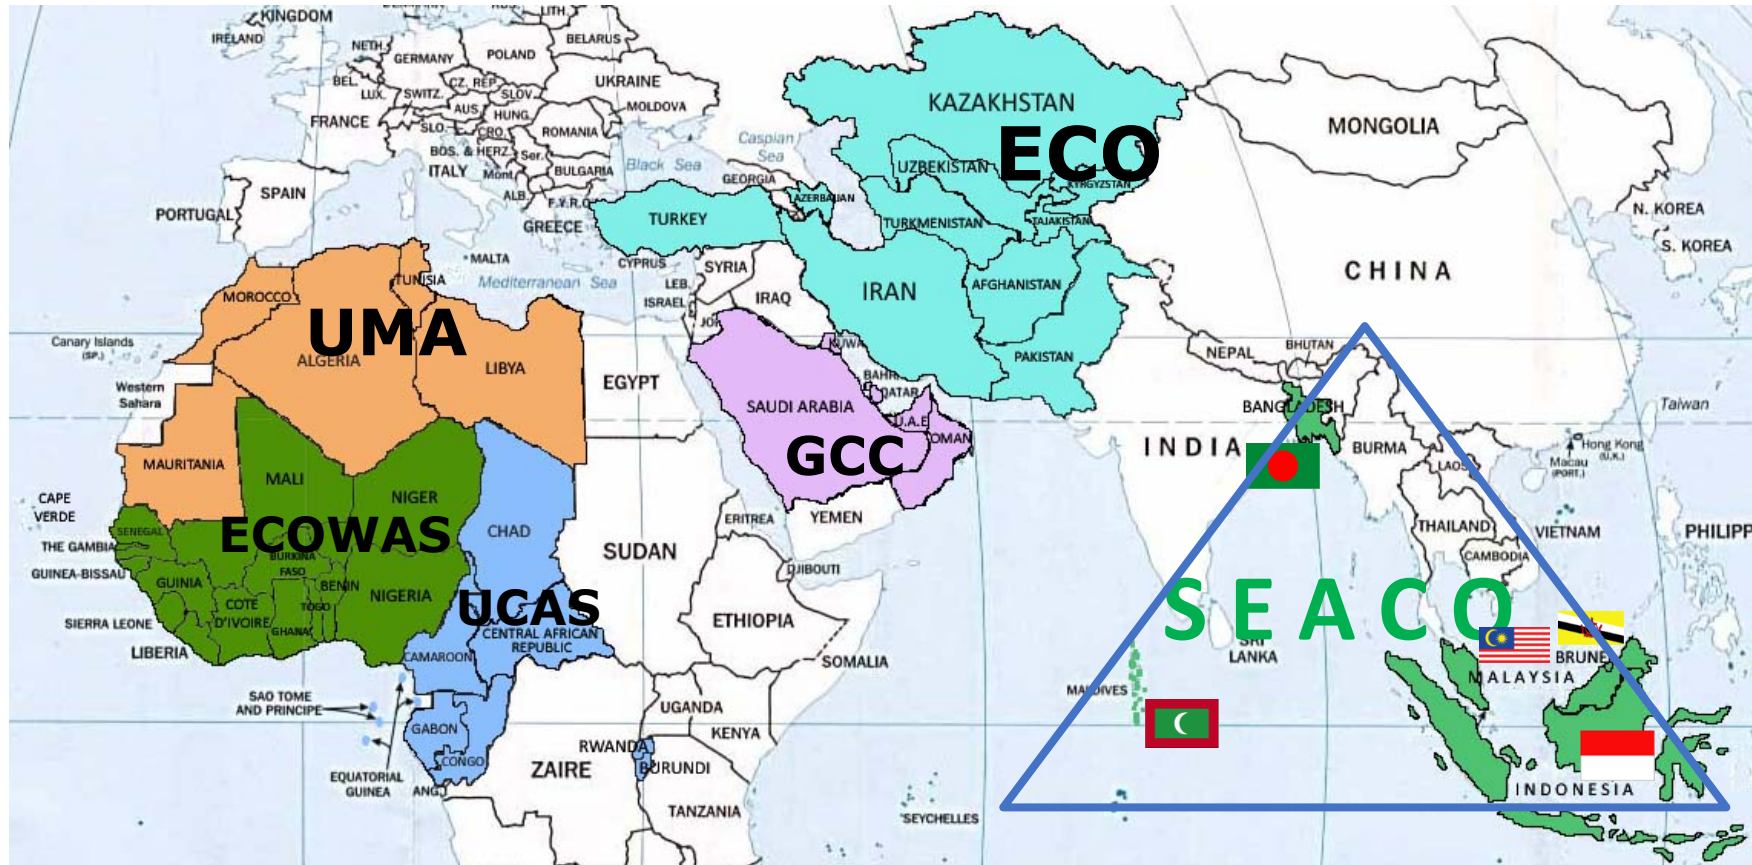 KINGDOM
IRELAND
NETH.
BEL.
LUX.
GERMANY
POLAND
LITH.
BELARUS
CZ. REP.
SLOV.
UKRAINE
MOLDOVA
FRANCE
SWITZ.
AUS.
HUNG.
SLO.
CRO.
ROMANIA
BOS. & HERZ.
Ser.
ITALY
Mont.
BULGARIA
ALB.
F.Y.R.O.
GREECE
SPAIN
PORTUGAL
Black Sea
Caspian
Sea
GEORGIA
AZERBAIJAN
TURKEY
CYPRUS
MALTA
Mediterranean Sea
SYRIA
LEB.
ISRAEL
IRAQ
KAZAKHSTAN
ECO
UZBEKISTAN
KYRGYZSTAN
TURKMENISTAN
TAJAKISTAN
IRAN
AFGHANISTAN
PAKISTAN
MONGOLIA
CHINA
N. KOREA
S. KOREA
NEPAL
BHUTAN
BANGLADESH
INDIA
BURMA
LAOS
Taiwan
Hong Kong
(U.K.)
Macau
(PORT.)
THAILAND
VIETNAM
CAMBODIA
PHILIPP
Canary Islands
(SP.)
Western
Sahara
MOROCCO
TUNISIA
UMA
ALGERIA
LIBYA
EGYPT
MAURITANIA
MALI
NIGER
CHAD
SUDAN
ECOWAS
CAPE
VERDE
SENEGAL
THE GAMBIA
GUINEA-BISSAU
GUINIA
BURKINA
FASO
BENIN
TOGO
COTE
D'IVOIRE
GHANA
NIGERIA
SIERRA LEONE
LIBERIA
UCAS
CENTRAL AFRICAN
REPUBLIC
CAMAROON
SAO TOME
AND PRINCIPE
EQUATORIAL
GUINEA
GABON
CONGO
ANG.
ZAIRE
RWANDA
BURUNDI
UGANDA
KENYA
TANZANIA
SAUDI ARABIA
QATAR
U.A.E
OMAN
GCC
YEMEN
ERITREA
DJIBOUTI
ETHIOPIA
SOMALIA
SEYCHELLES
SEACO
SRI
LANKA
MALDIVES
BRUNE
MALAYSIA
INDONESIA